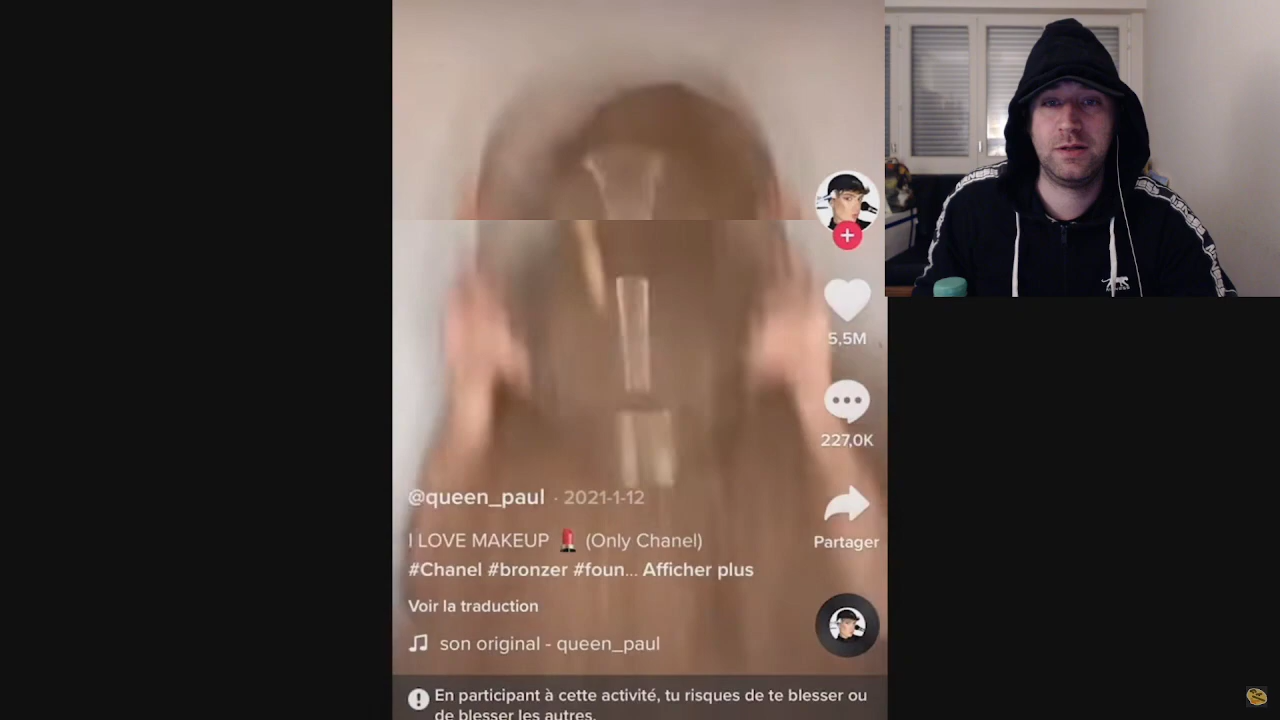 5,5M
227,0K
@queen_paul · 2021-1-12
I LOVE MAKEUP 💄 (Only Chanel)
#Chanel #bronzer #foun... Afficher plus
Partager
Voir la traduction
son original - queen_paul
En participant à cette activité, tu risques de te blesser ou
de blesser les autres.